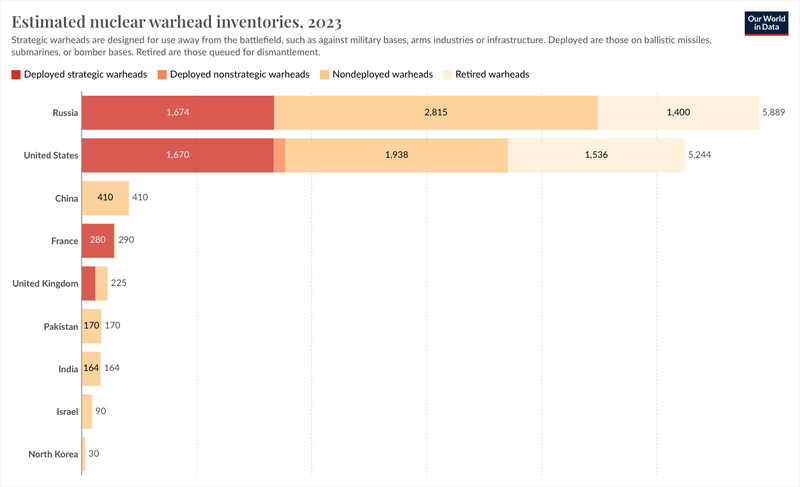 Estimated nuclear warhead inventories, 2023
Our World
in Data
Strategic warheads are designed for use away from the battlefield, such as against military bases, arms industries or infrastructure. Deployed are those on ballistic missiles,
submarines, or bomber bases. Retired are those queued for dismantlement.
Deployed strategic warheads Deployed nonstrategic warheads Nondeployed warheads Retired warheads
Russia 1,674 2,815 1,400 5,889
United States 1,670 1,938 1,536 5,244
China 410 410
France 280 290
United Kingdom 225
Pakistan 170 170
India 164 164
Israel 90
North Korea 30